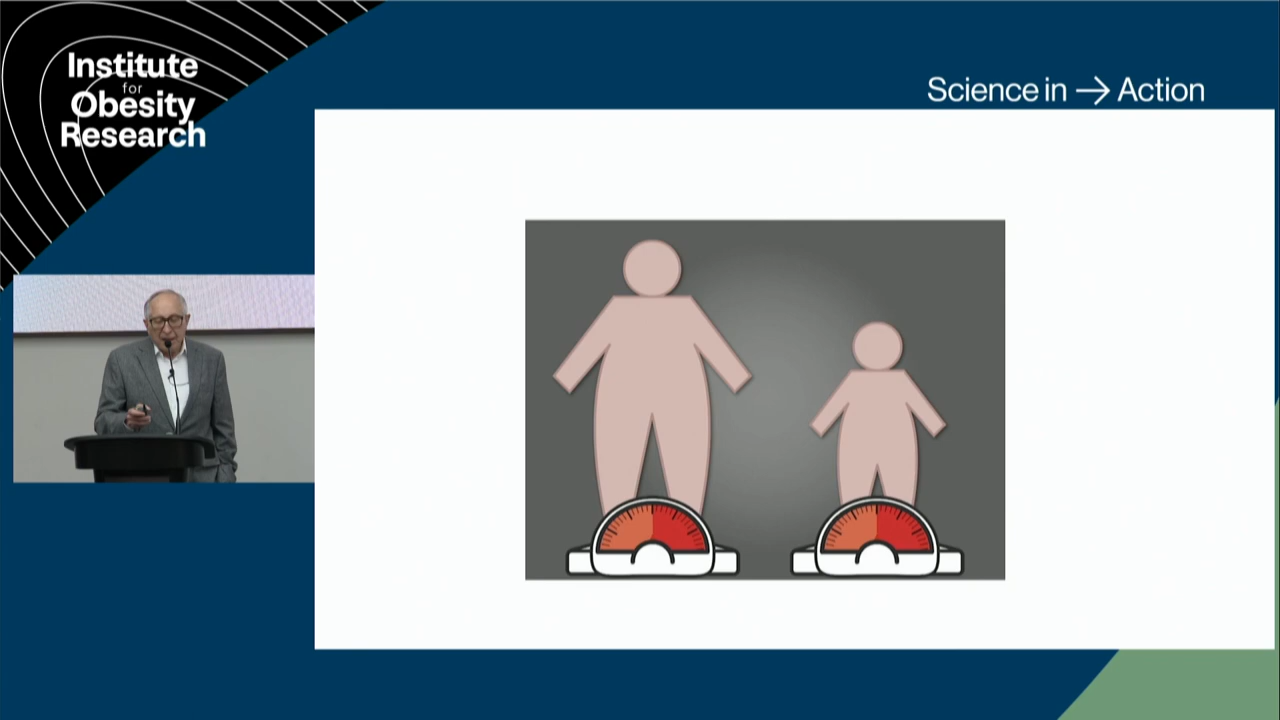 Institute
for
Obesity
Research
Science in → Action